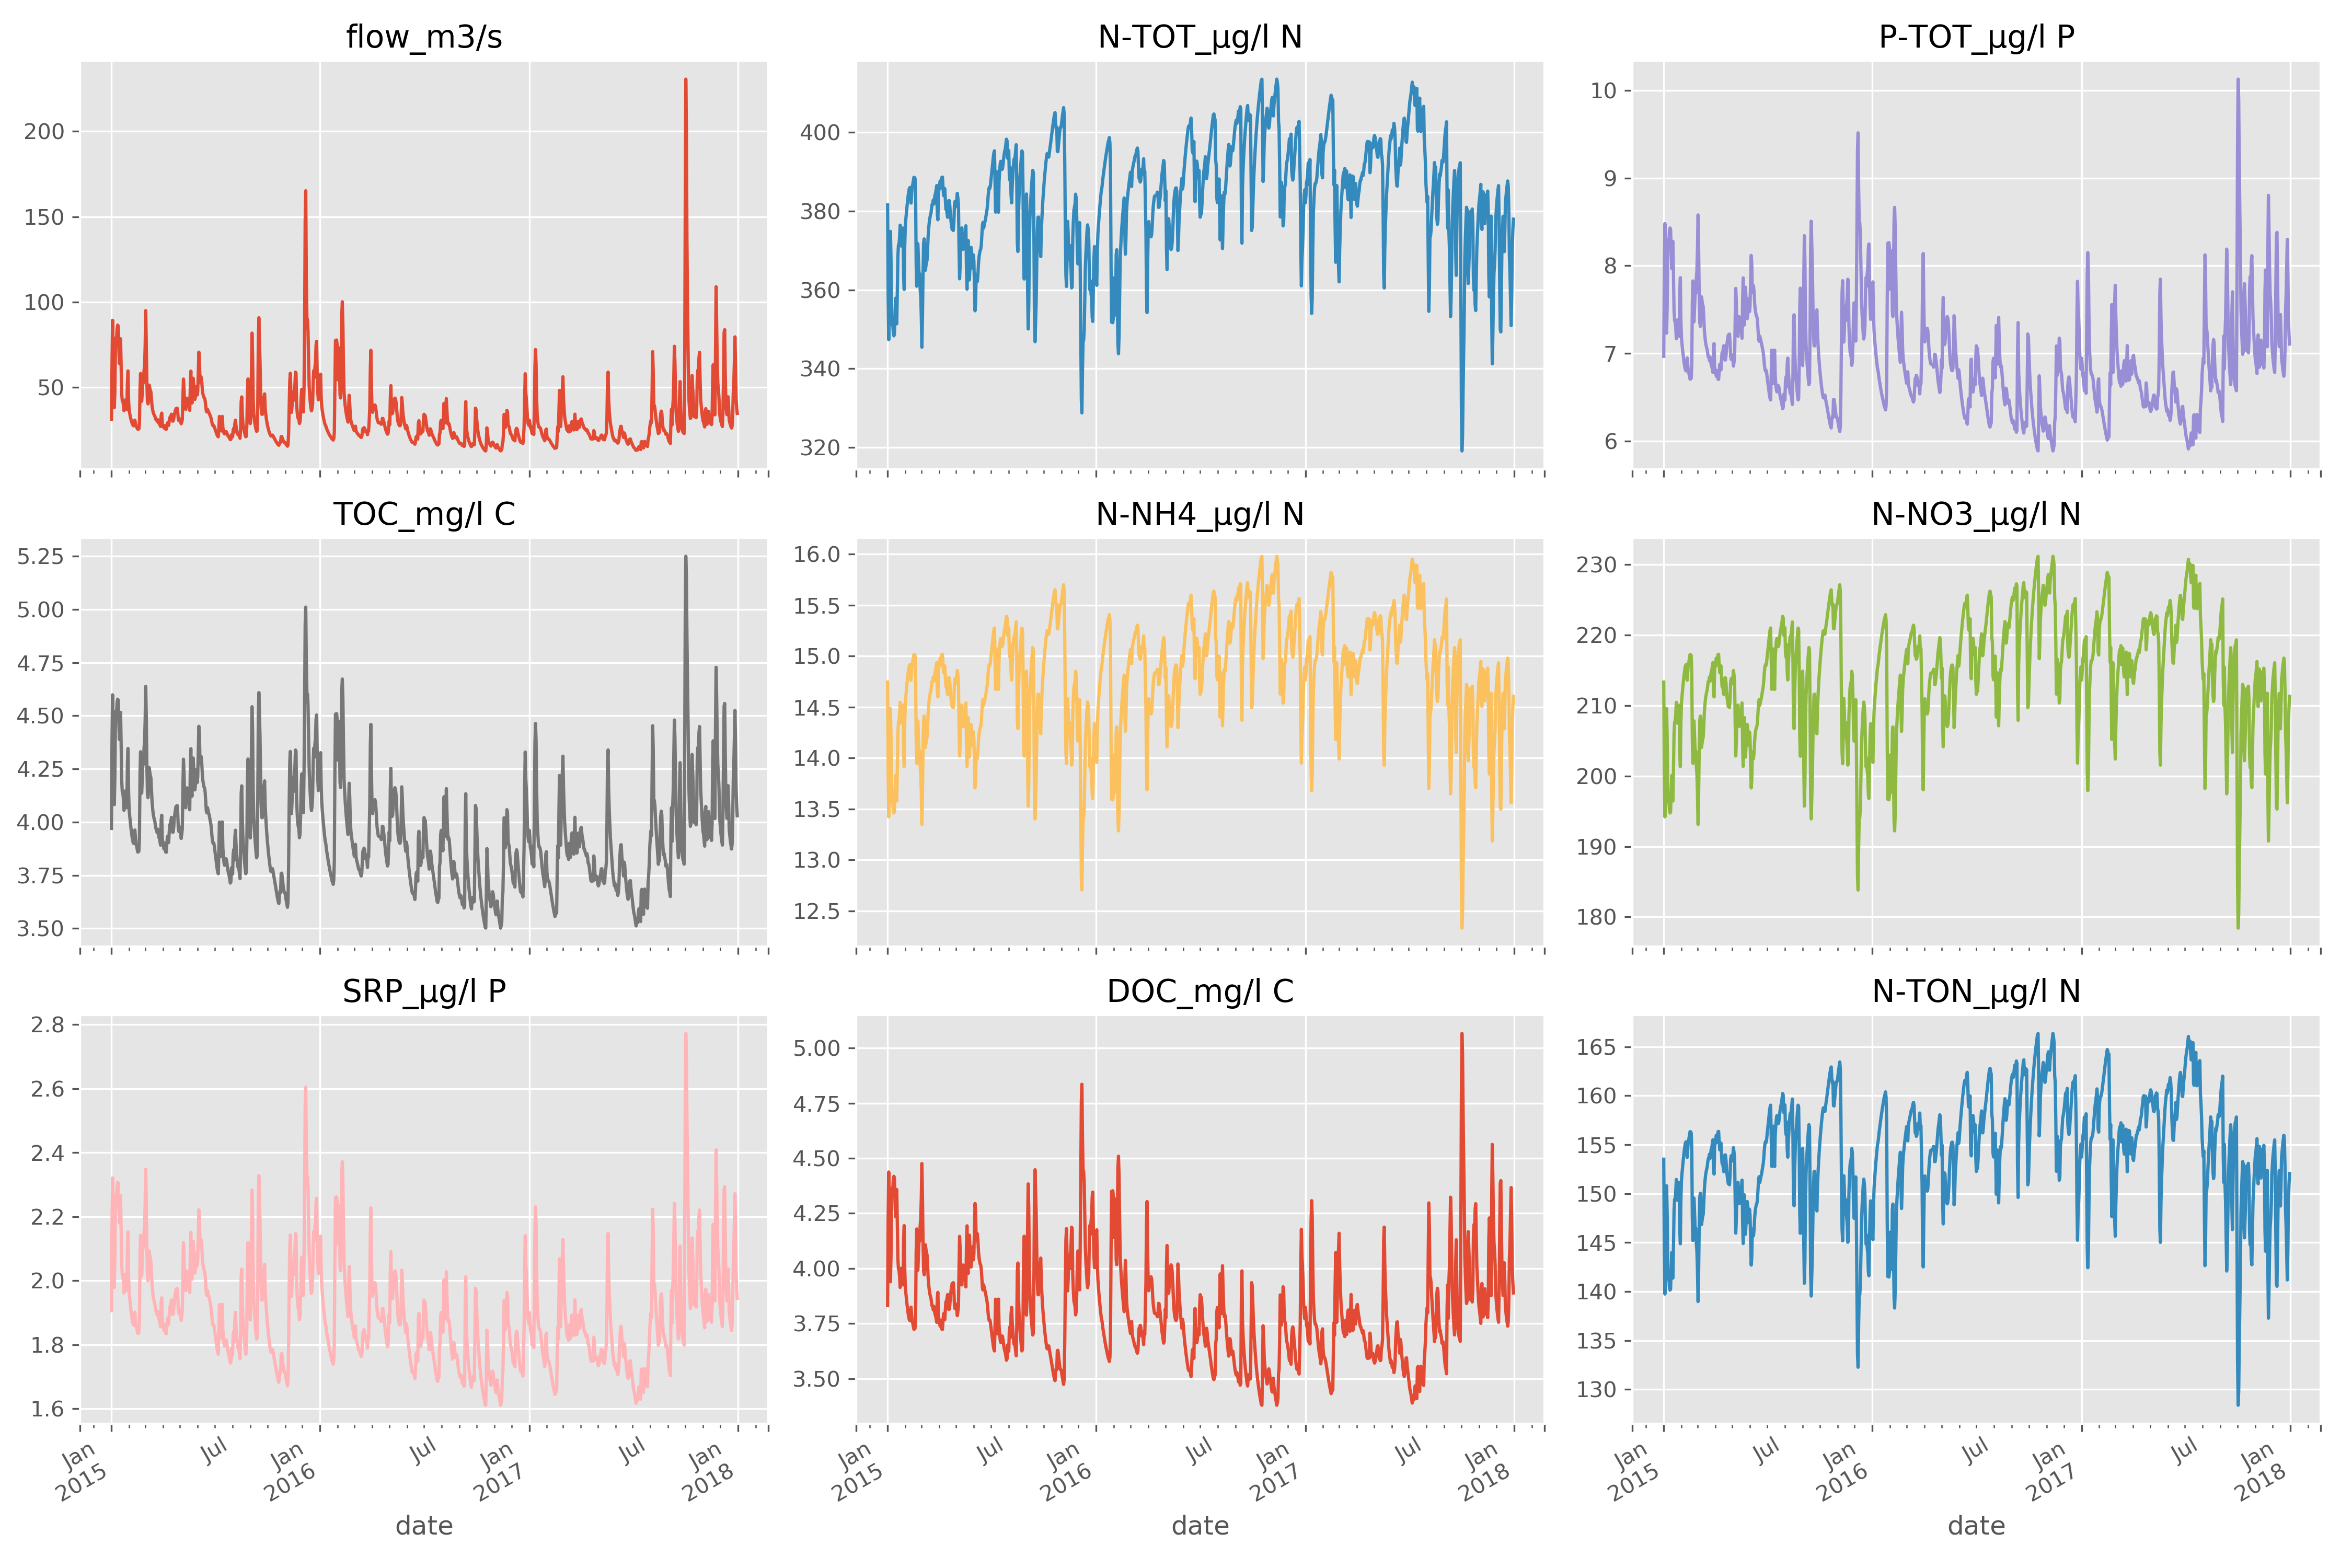 flow_m3/s
200
150
100
50
N-TOT_µg/l N
400
380
360
340
320
P-TOT_µg/l P
10
9
8
7
6
TOC_mg/l C
5.25
5.00
4.75
4.50
4.25
4.00
3.75
3.50
N-NH4_µg/l N
16.0
15.5
15.0
14.5
14.0
13.5
13.0
12.5
N-NO3_µg/l N
230
220
210
200
190
180
SRP_µg/l P
2.8
2.6
2.4
2.2
2.0
1.8
1.6
Jan
2015
Jul
Jan
2016
Jul
Jan
2017
Jul
Jan
2018
date
DOC_mg/l C
5.00
4.75
4.50
4.25
4.00
3.75
3.50
Jan
2015
Jul
Jan
2016
Jul
Jan
2017
Jul
Jan
2018
date
N-TON_µg/l N
165
160
155
150
145
140
135
130
Jan
2015
Jul
Jan
2016
Jul
Jan
2017
Jul
Jan
2018
date